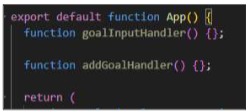 export default function App() {
function goalInputHandler() {};
function addGoalHandler() {};
return (